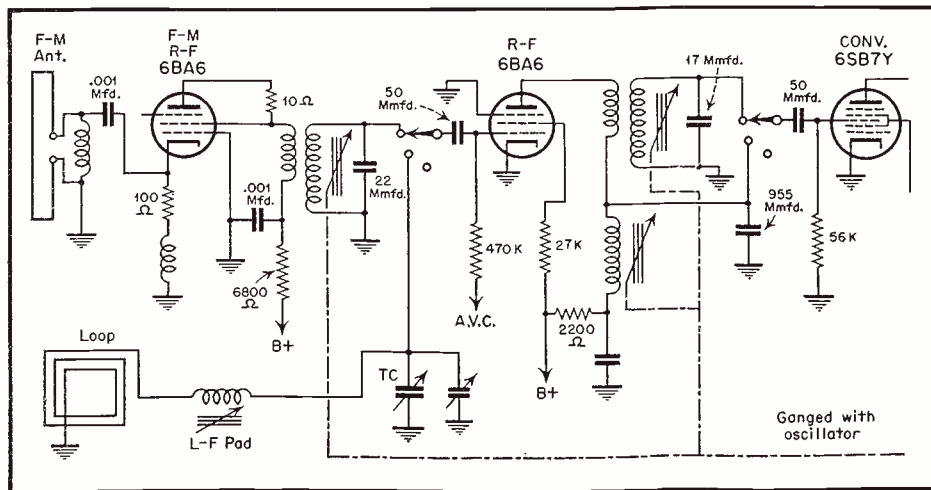 F-M
Ant.
F-M
R-F
6BA6
.001
Mfd.
10 Ω
100
Ω
.001
Mfd.
6800
Ω
B+
22
Mmfd.
50
Mmfd.
R-F
6BA6
470K
A.V.C.
27K
2200
Ω
B+
17 Mmfd.
50
Mmfd.
CONV.
6SB7Y
955
Mmfd.
56K
Loop
L-F Pad
TC
Ganged with
oscillator